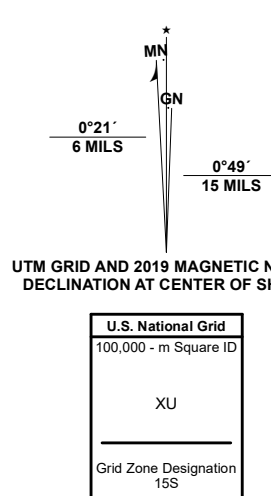 ★
MN
GN
0°21´
6 MILS
0°49´
15 MILS
UTM GRID AND 2019 MAGNETIC N
DECLINATION AT CENTER OF SH
U.S. National Grid
100,000 - m Square ID
XU
Grid Zone Designation
15S